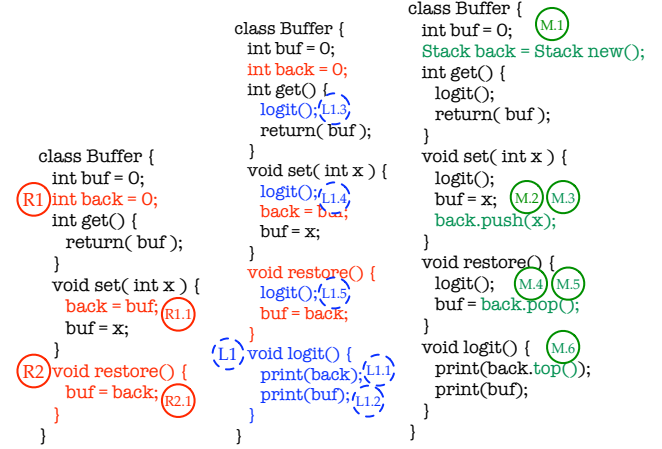 class Buffer {
int buf = 0;
R1 int back = 0;
int get() {
return( buf );
}
void set( int x ) {
back = buf; R1.1
buf = x;
}
R2 void restore() {
buf = back; R2.1
}
}
class Buffer {
int buf = 0;
int back = 0;
int get() {
logit(); L1.3
return( buf );
}
void set( int x ) {
logit(); L1.4
back = buf;
buf = x;
}
void restore() {
logit(); L1.5
buf = back;
}
L1 void logit() {
print(back); L1.1
print(buf); L1.2
}
}
class Buffer {
int buf = 0; M.1
Stack back = Stack new();
int get() {
logit();
return( buf );
}
void set( int x ) {
logit();
buf = x; M.2 M.3
back.push(x);
}
void restore() {
logit(); M.4 M.5
buf = back.pop();
}
void logit() { M.6
print(back.top());
print(buf);
}
}